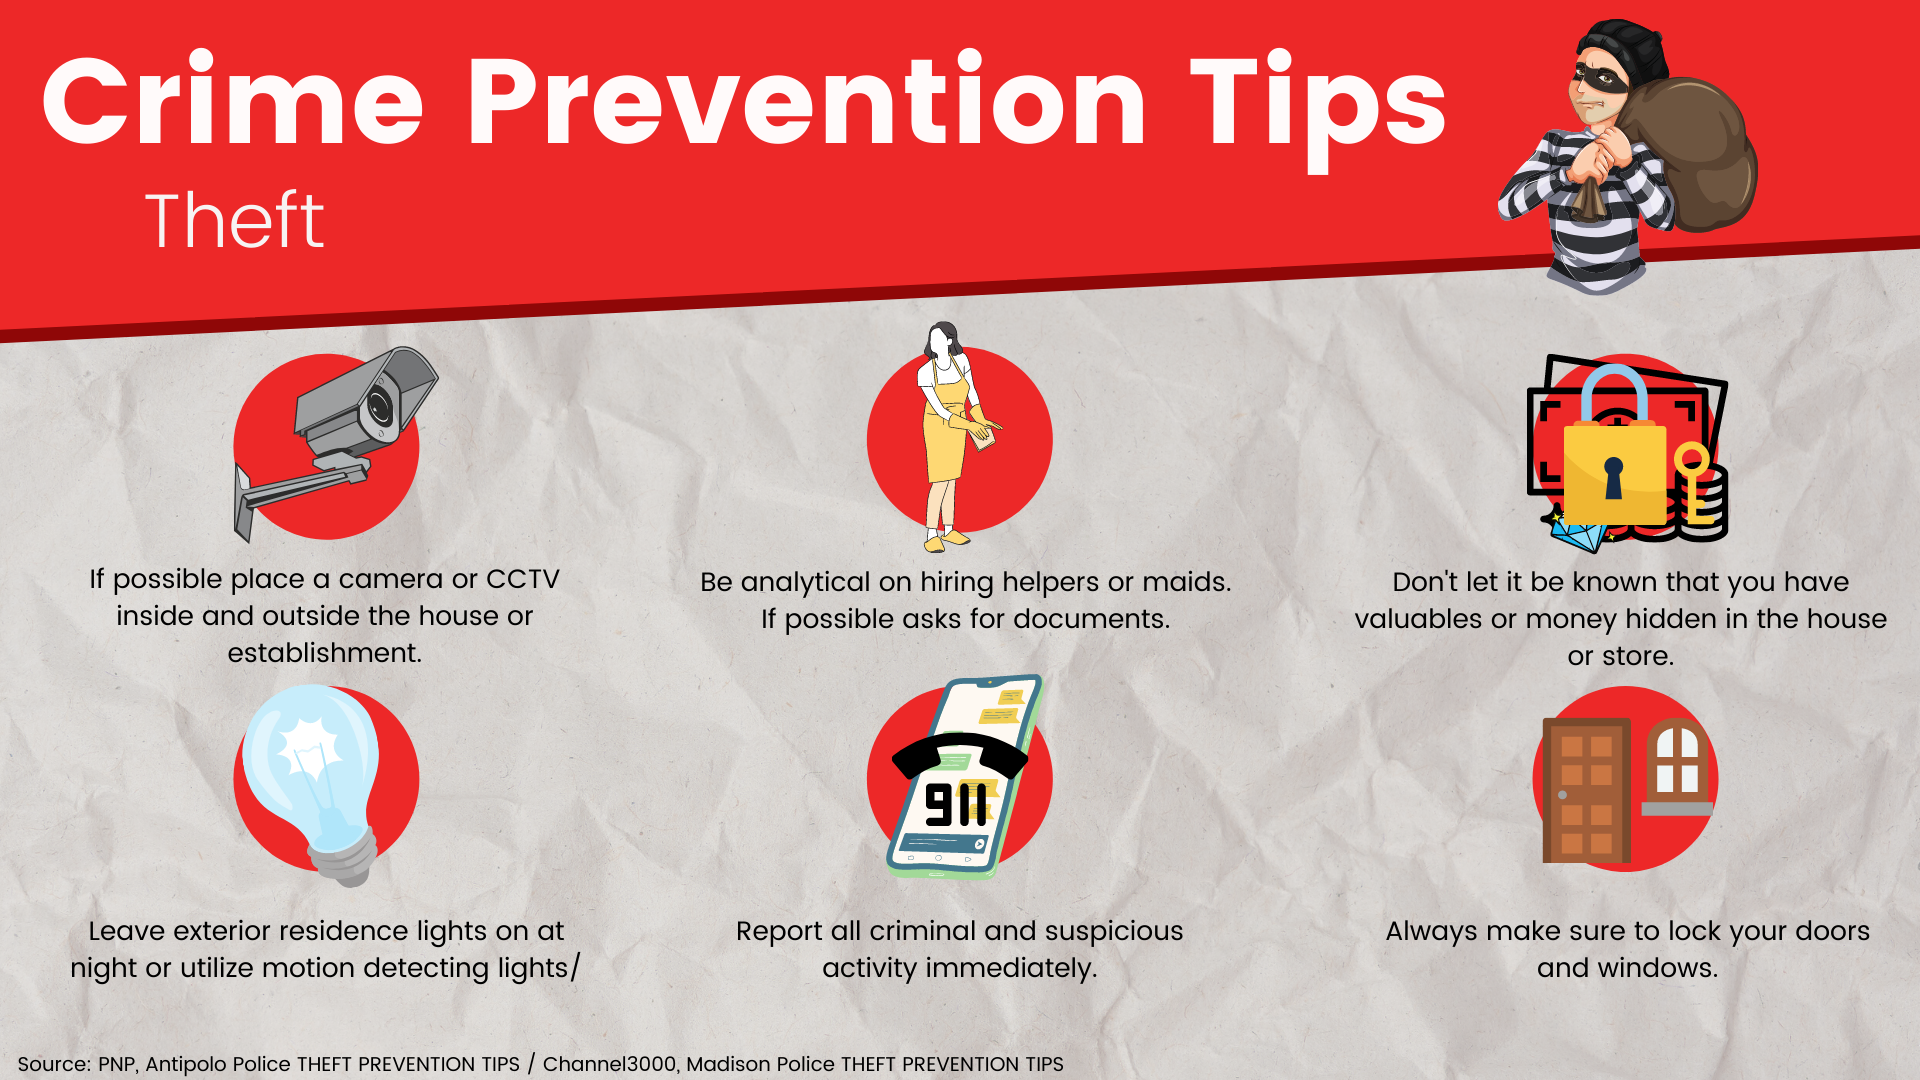 Crime Prevention Tips
Theft
If possible place a camera or CCTV
inside and outside the house or
establishment.
Be analytical on hiring helpers or maids.
If possible asks for documents.
Don't let it be known that you have
valuables or money hidden in the house
or store.
911
Leave exterior residence lights on at
night or utilize motion detecting lights/
Report all criminal and suspicious
activity immediately.
Always make sure to lock your doors
and windows.
Source: PNP, Antipolo Police THEFT PREVENTION TIPS / Channel3000, Madison Police THEFT PREVENTION TIPS